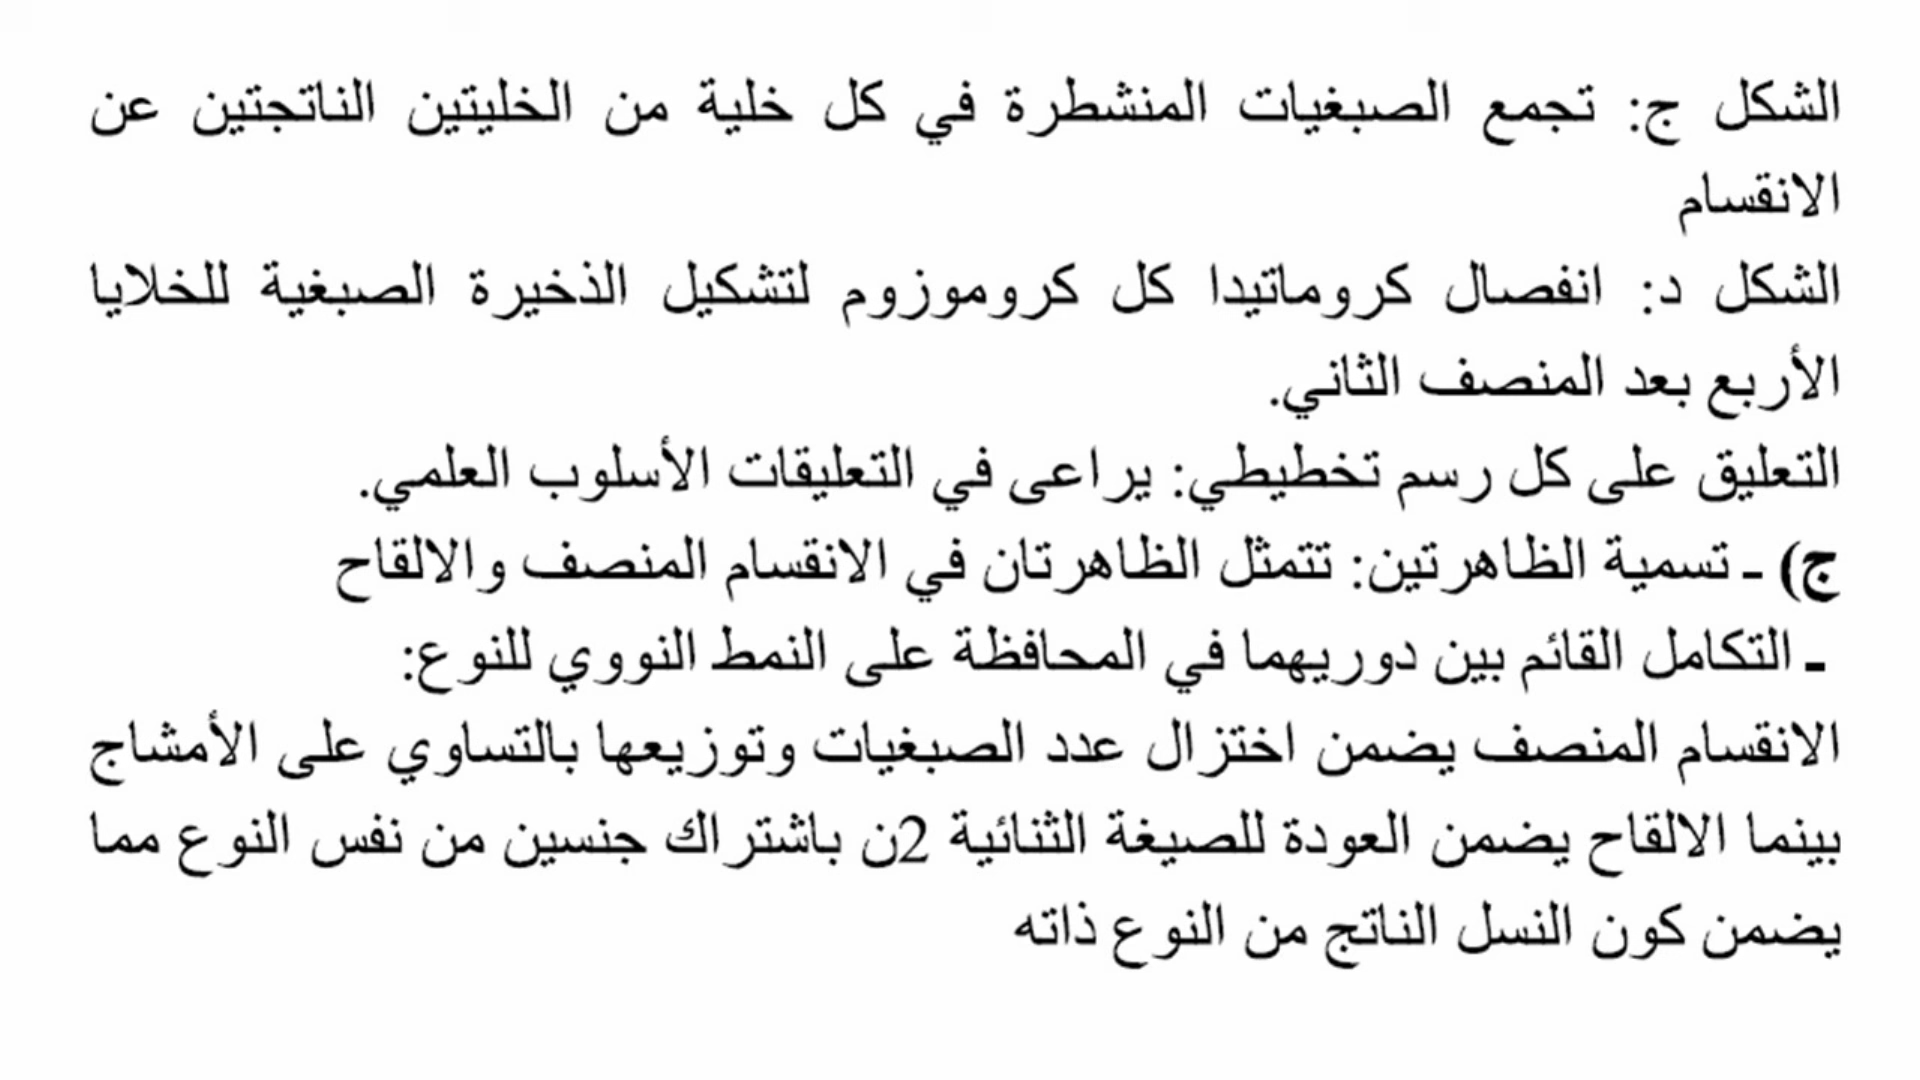 الشكل ج: تجمع الصبغيات المنشطرة في كل خلية من الخليتين الناتجتين عن
الانقسام
الشكل د: انفصال كروماتيدا كل كروموزوم لتشكيل الذخيرة الصبغية للخلايا
الأربع بعد المنصف الثاني.
التعليق على كل رسم تخطيطي: يراعى في التعليقات الأسلوب العلمي.
ج) ـ تسمية الظاهرتين: تتمثل الظاهرتان في الانقسام المنصف والالقاح
ـ التكامل القائم بين دوريهما في المحافظة على النمط النووي للنوع:
الانقسام المنصف يضمن اختزال عدد الصبغيات وتوزيعها بالتساوي على الأمشاج
بينما الالقاح يضمن العودة للصيغة الثنائية 2ن باشتراك جنسين من نفس النوع مما
يضمن كون النسل الناتج من النوع ذاته